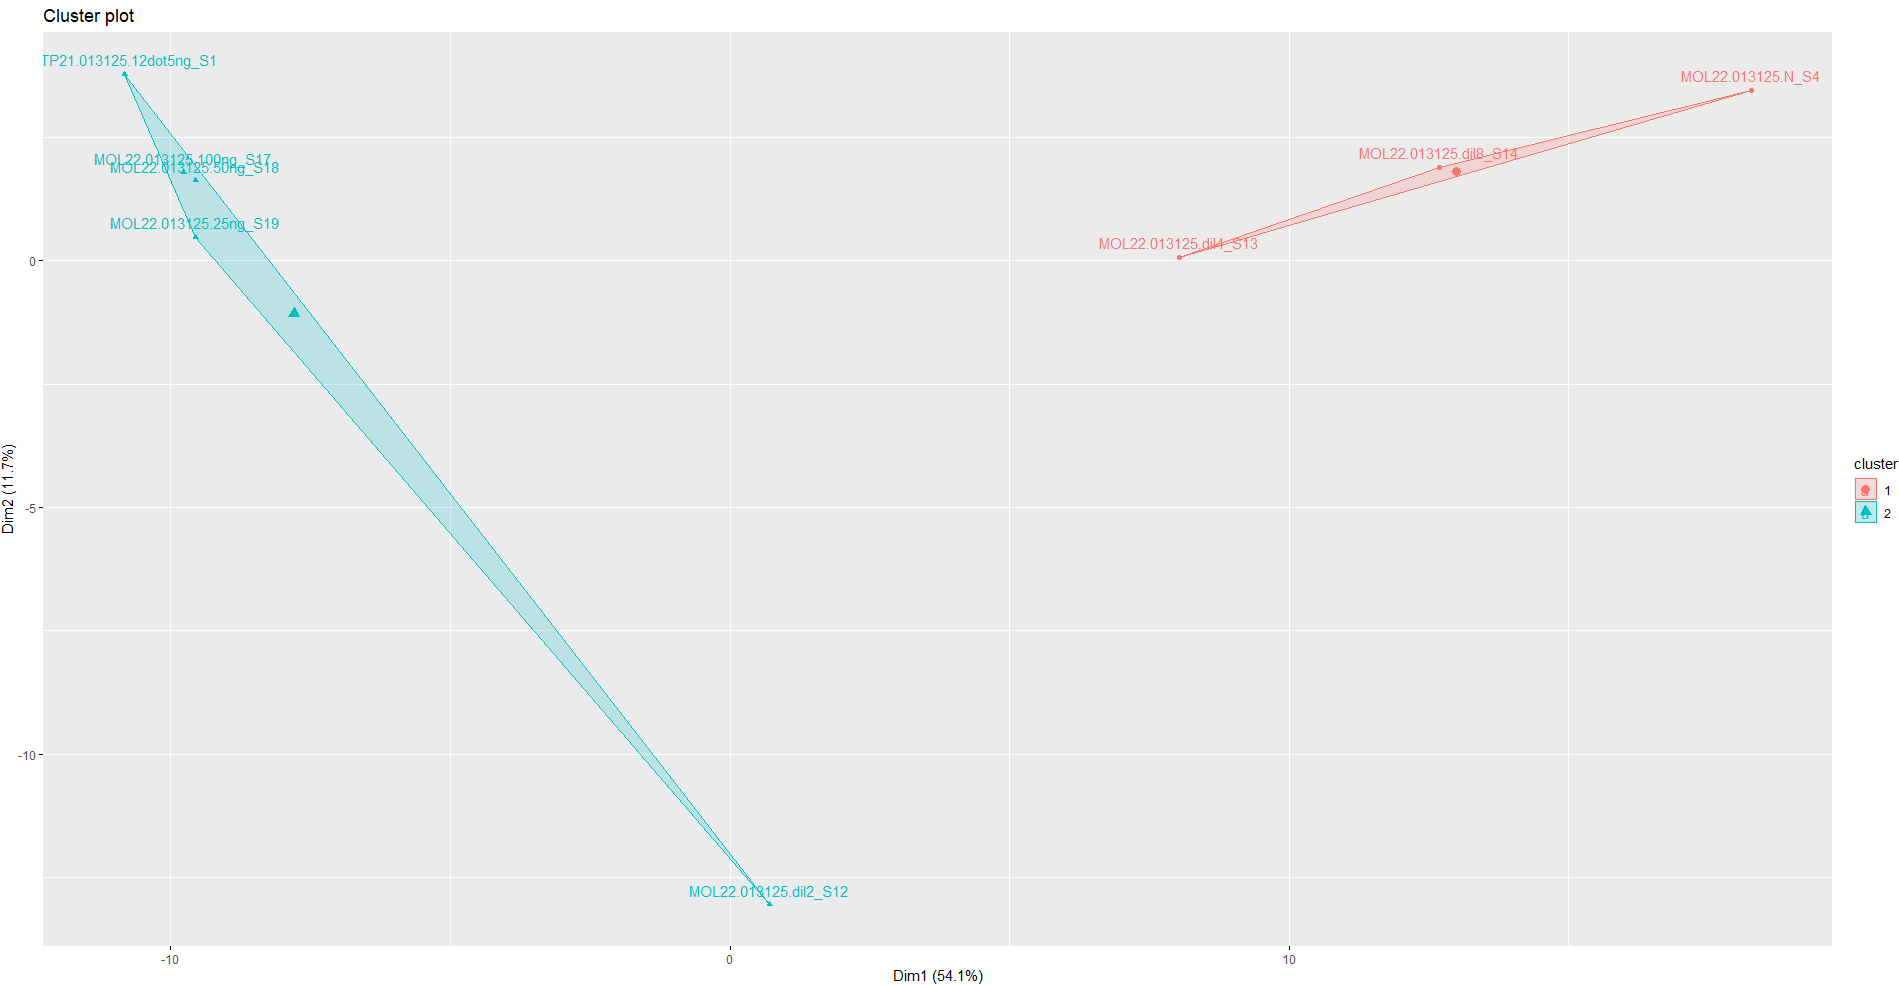 Cluster plot
TP21.013125.12dot5ng_S1
MOL22.013125.N_S4
MOL22.013125.dil8_S14
MOL22.013125.100ng_S17
MOL22.013125.50ng_S18
MOL22.013125.25ng_S19
MOL22.013125.dil4_S13
0
-5
-10
Dim2 (11.7%)
cluster
1
2
MOL22.013125.dil2_S12
-10
0
10
Dim1 (54.1%)